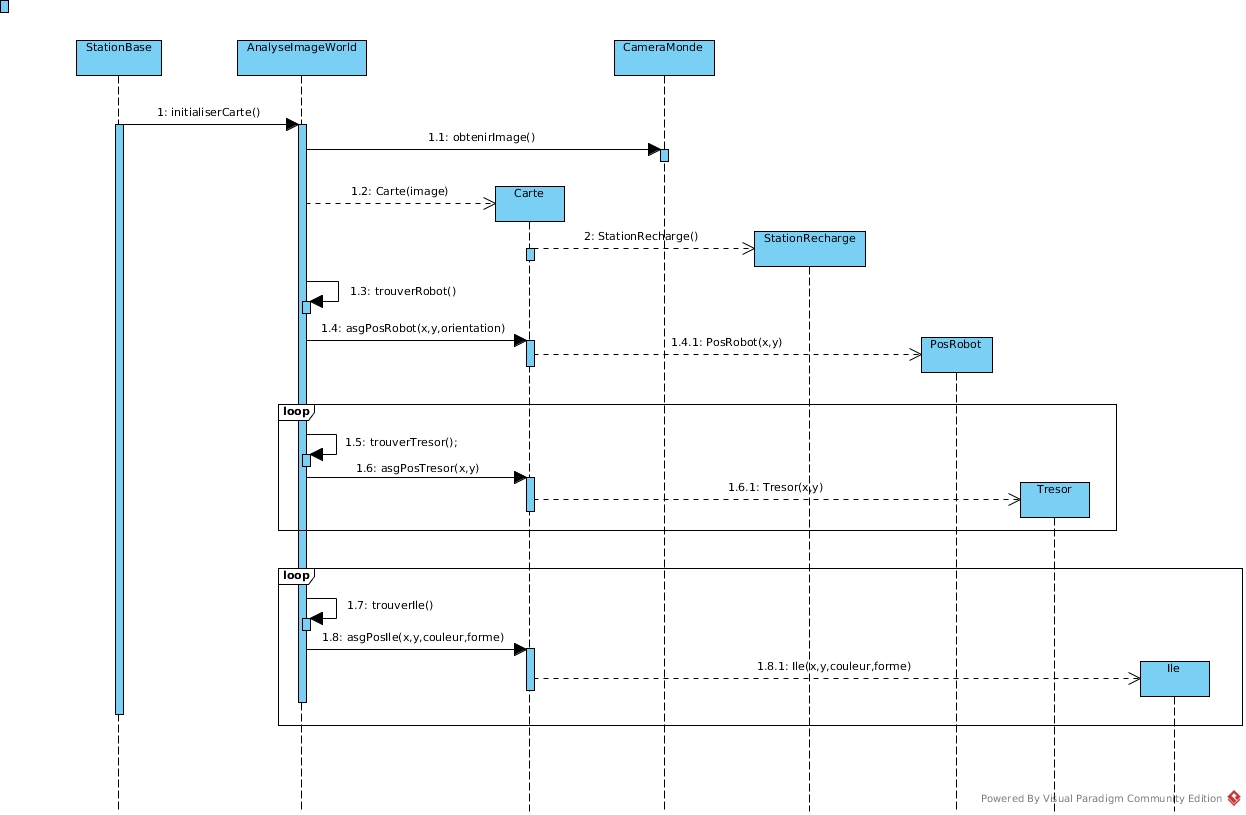 StationBase
AnalyseImageWorld
CameraMonde
1: initialiserCarte()
1.1: obtenirImage()
1.2: Carte(image)
Carte
2: StationRecharge()
StationRecharge
1.3: trouverRobot()
1.4: asgPosRobot(x,y,orientation)
1.4.1: PosRobot(x,y)
PosRobot
loop
1.5: trouverTresor();
1.6: asgPosTresor(x,y)
1.6.1: Tresor(x,y)
Tresor
loop
1.7: trouverIle()
1.8: asgPosIle(x,y,couleur,forme)
1.8.1: Ile(x,y,couleur,forme)
Ile
Powered By Visual Paradigm Community Edition